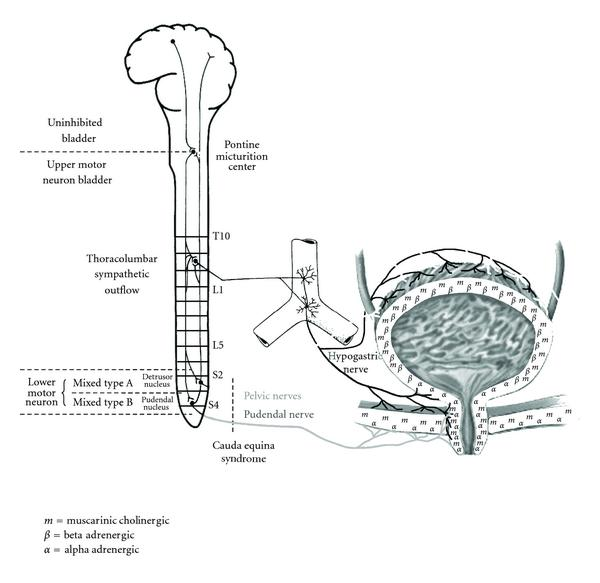 Uninhibited
bladder
Upper motor
neuron bladder
Pontine
micturition
center
T10
Thoracolumbar
sympathetic
outflow
L1
L5
Hypogastric
nerve
Lower
motor
neuron
Mixed type A
Detrusor
nucleus
S2
Mixed type B
Pudendal
nucleus
S4
Pelvic nerves
Pudendal nerve
Cauda equina
syndrome
m = muscarinic cholinergic
β = beta adrenergic
α = alpha adrenergic